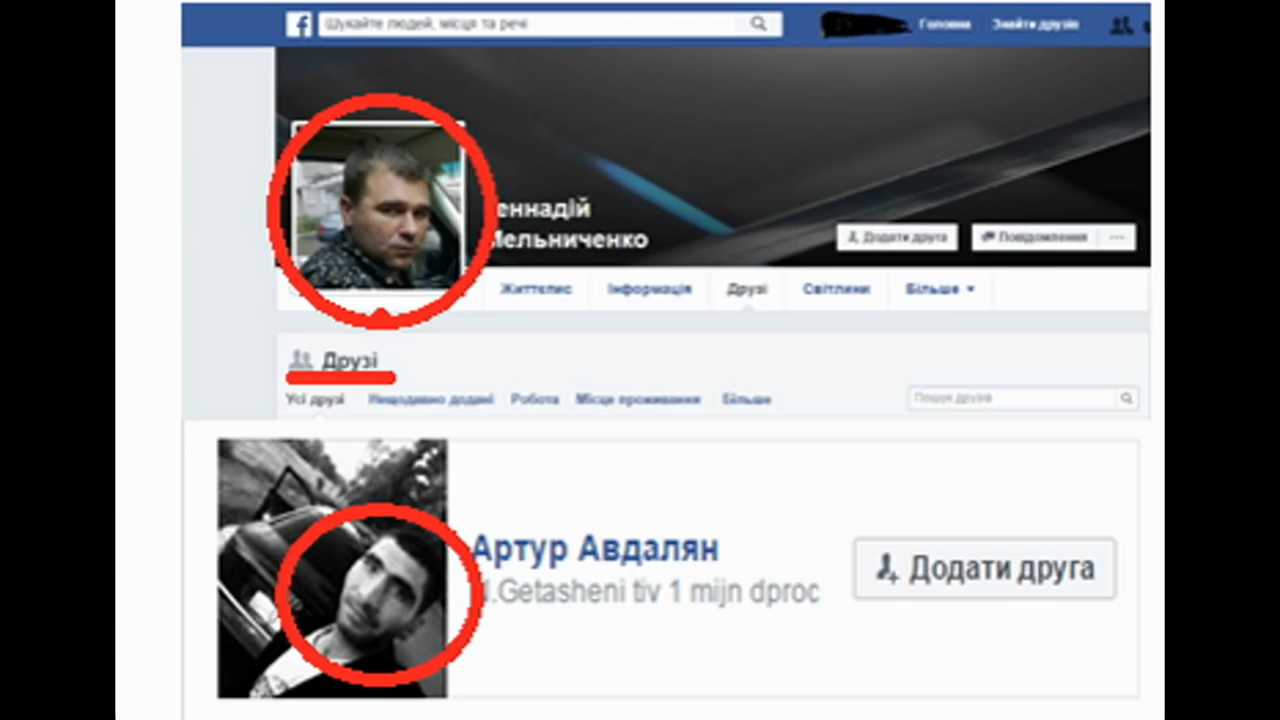 Шукайте людей, місця та речі
Головна
Знайти друзів
еннадій
Мельниченко
Додати друга
Повідомлення
Життєпис
Інформація
Друзі
Світлини
Більше
Друзі
Усі друзі
Нещодавно додані
Робота
Місце проживання
Більше
Пошук друзів
Артур Авдалян
.Getasheni tiv 1 mijn dproc
Додати друга